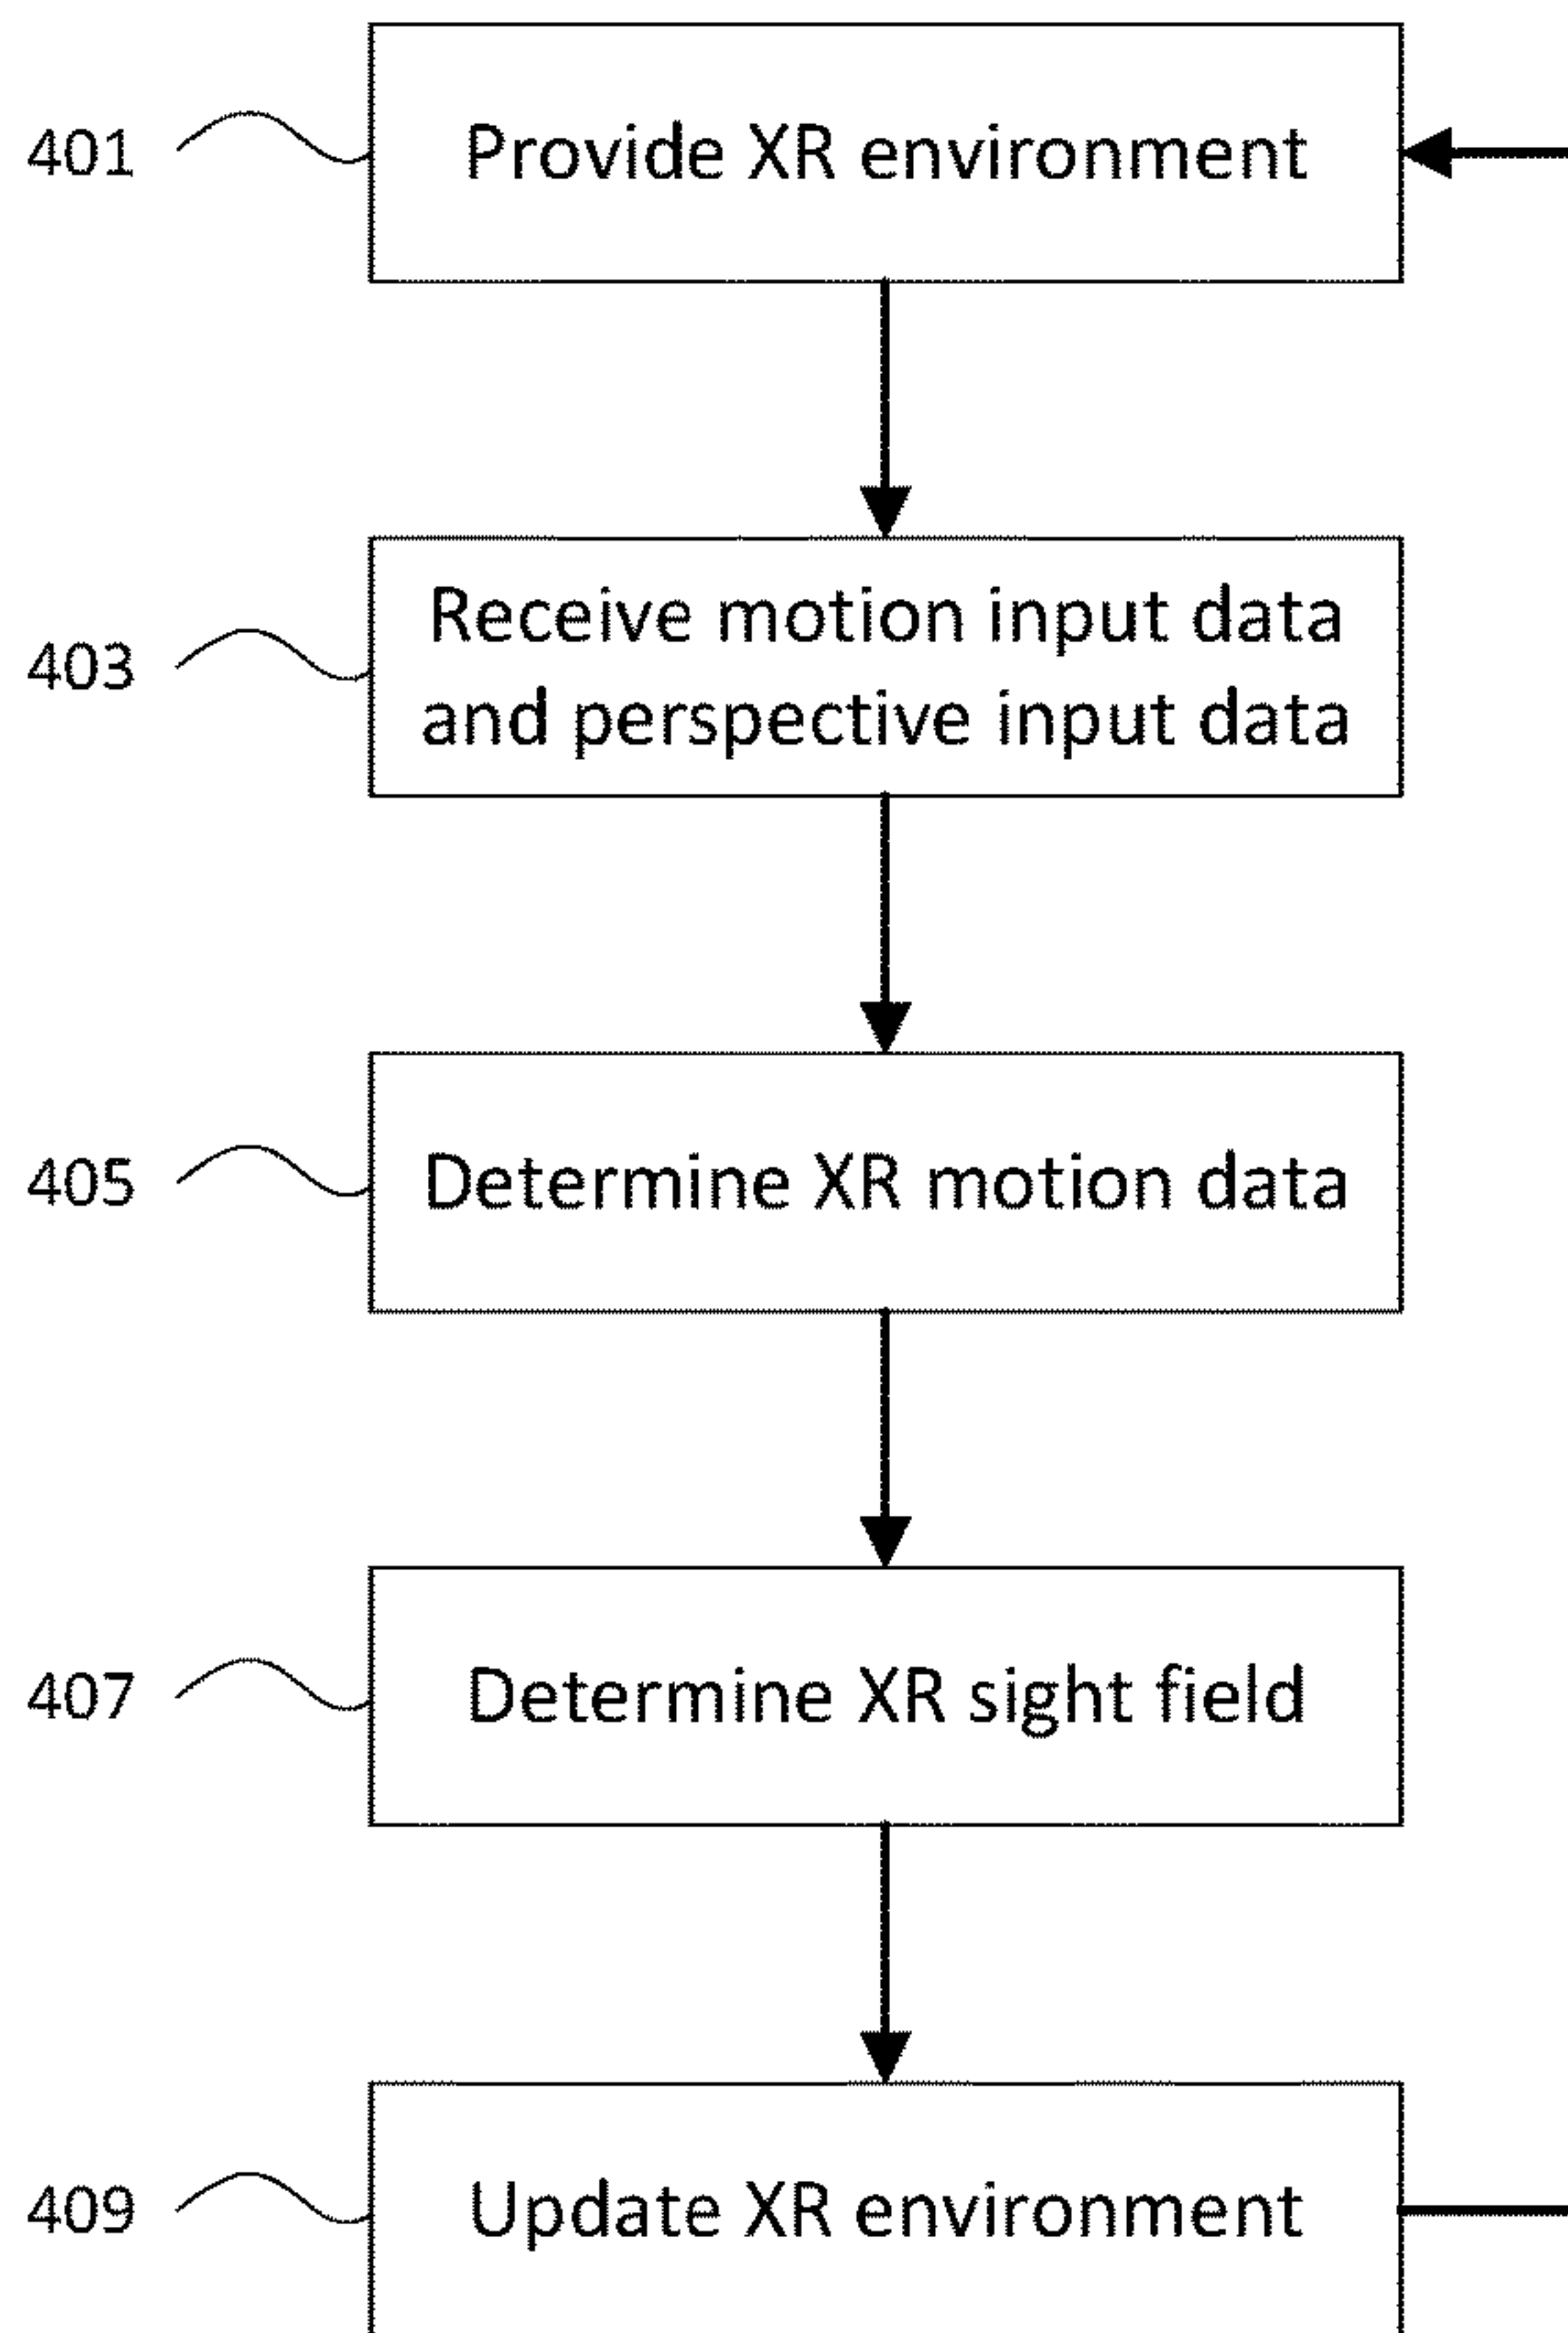 401
Provide XR environment
403
Receive motion input data
and perspective input data
405
Determine XR motion data
407
Determine XR sight field
409
Update XR environment